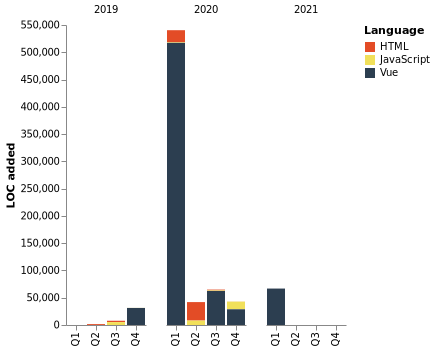 2019 2020 2021
550,000
500,000
450,000
400,000
350,000
300,000
250,000
200,000
150,000
100,000
50,000
0
LOC added
Q1 Q2 Q3 Q4 Q1 Q2 Q3 Q4 Q1 Q2 Q3 Q4
Language
HTML
JavaScript
Vue